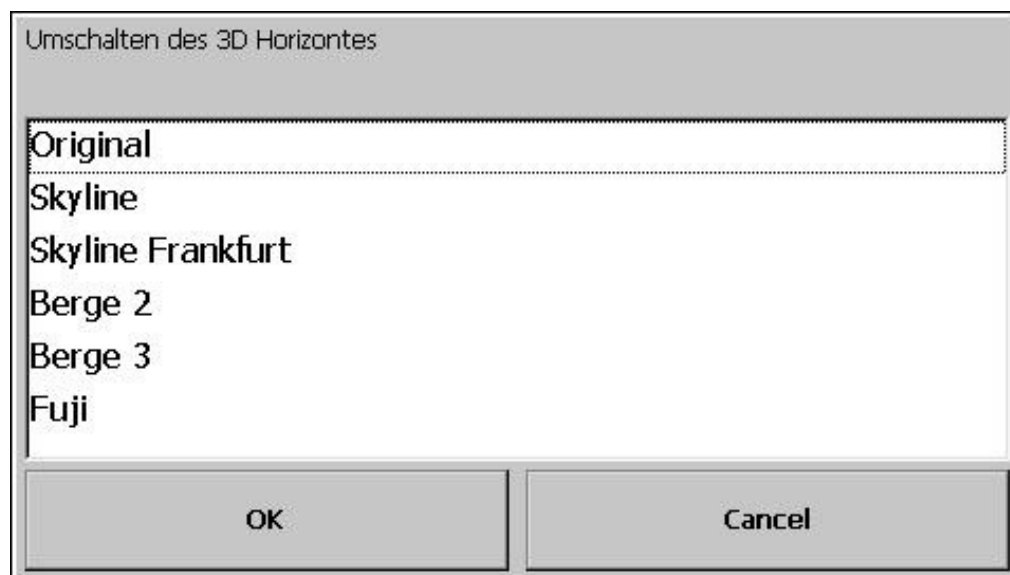 Umschalten des 3D Horizontes
Original
Skyline
Skyline Frankfurt
Berge 2
Berge 3
Fuji
OK
Cancel